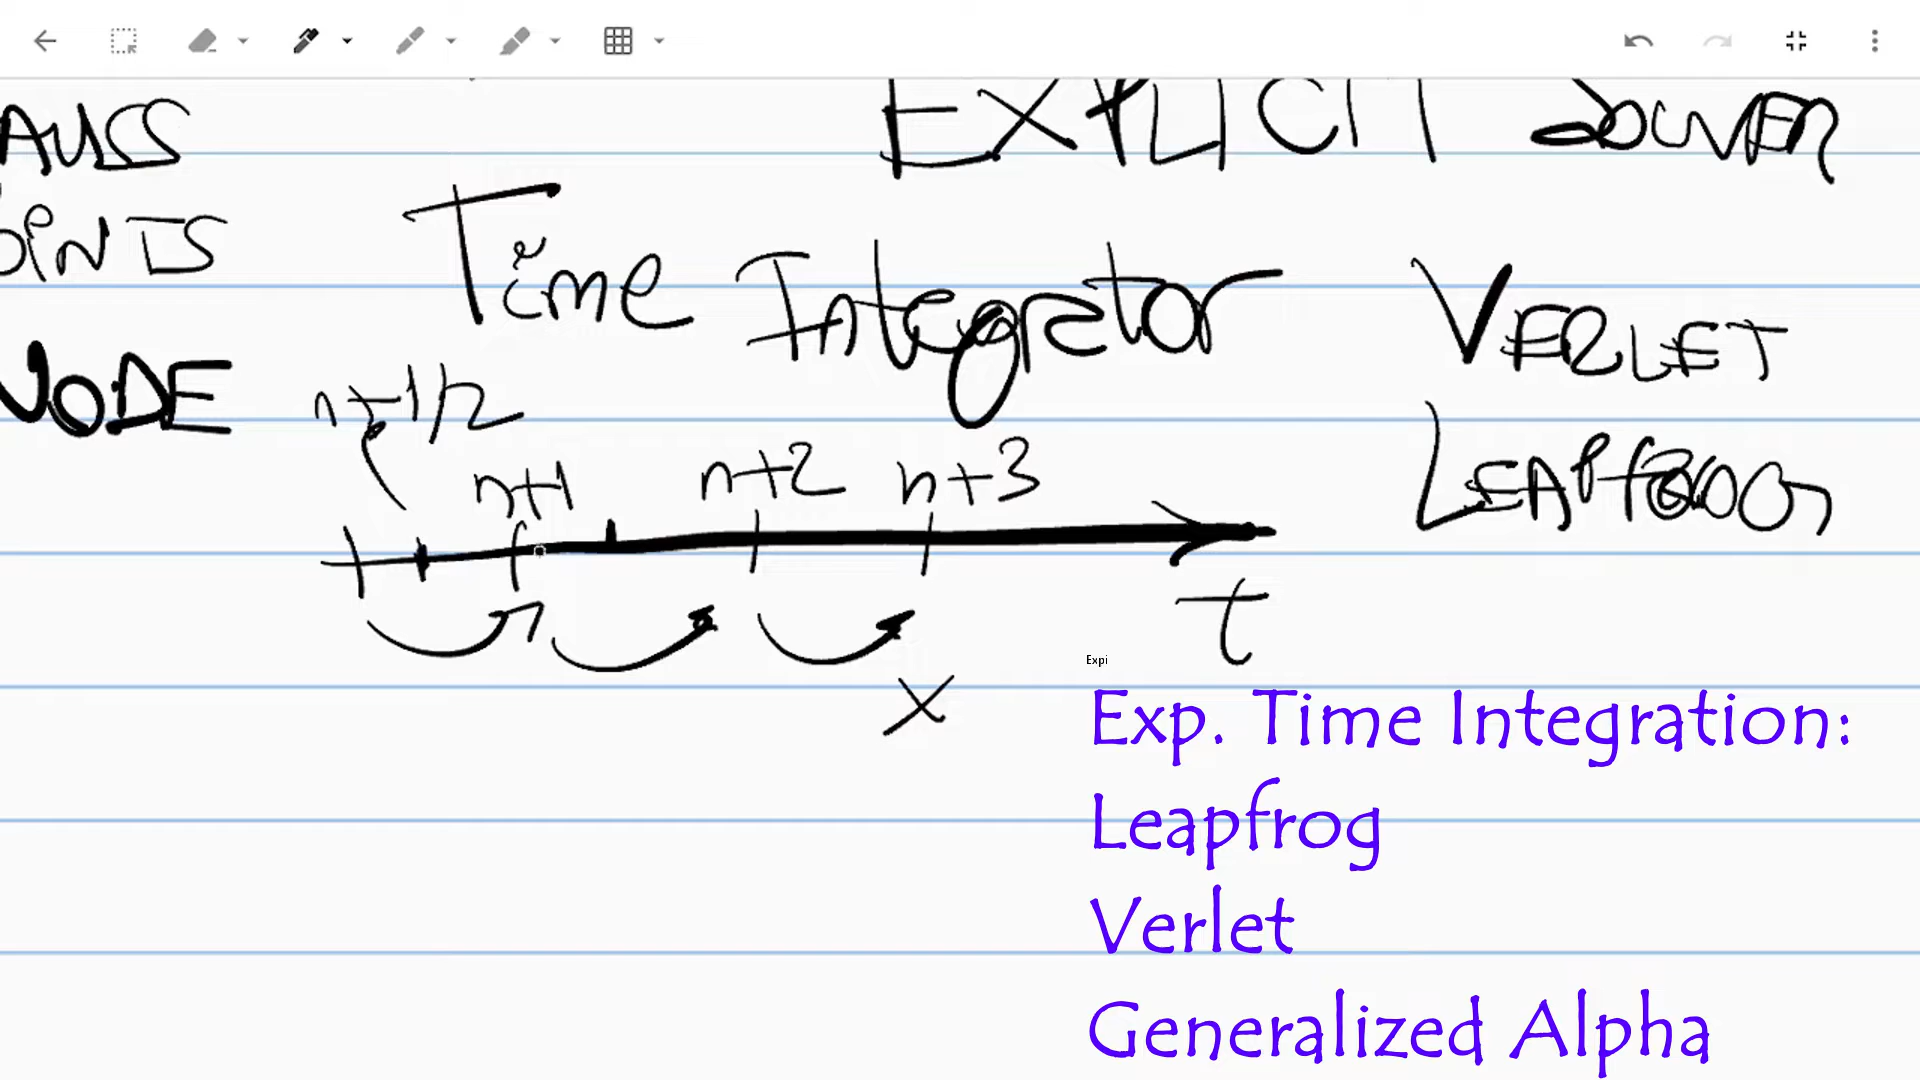 EXPLICIT SOLVER
AUSS
OINTS
Time Integrator
VERLET
NODE
n+1/2
n+1
n+2
n+3
LEAPfROG
t
x
Expi
Exp. Time Integration:
Leapfrog
Verlet
Generalized Alpha